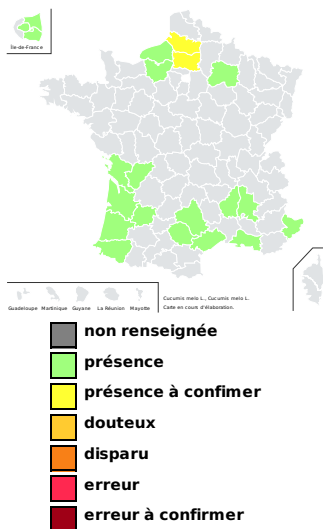 Île-de-France
Cucumis melo L., Cucumis melo L.
Carte en cours d'élaboration.
Guadeloupe Martinique Guyane La Réunion Mayotte
non renseignée
présence
présence à confimer
douteux
disparu
erreur
erreur à confirmer